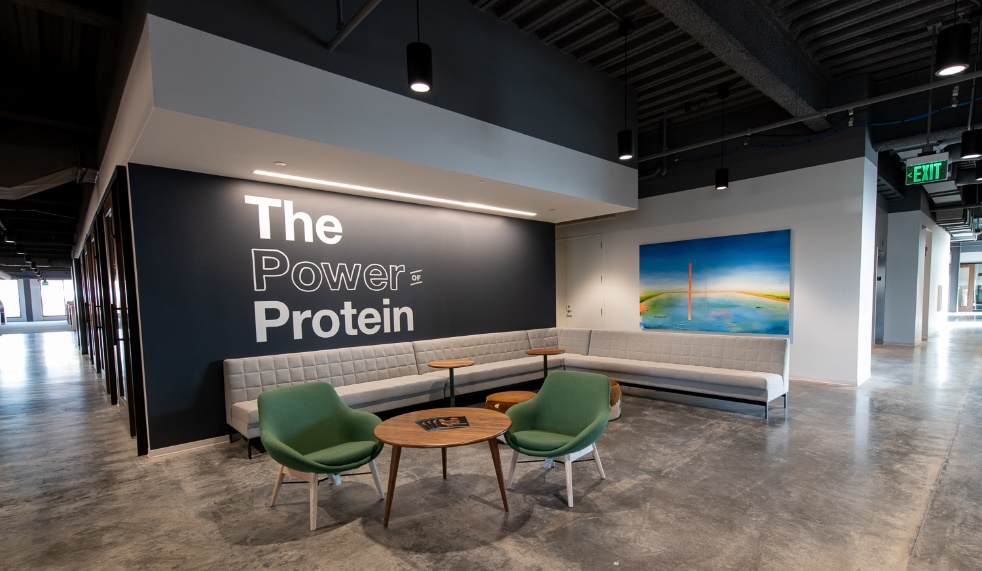 The
Power OF
Protein
<EXIT